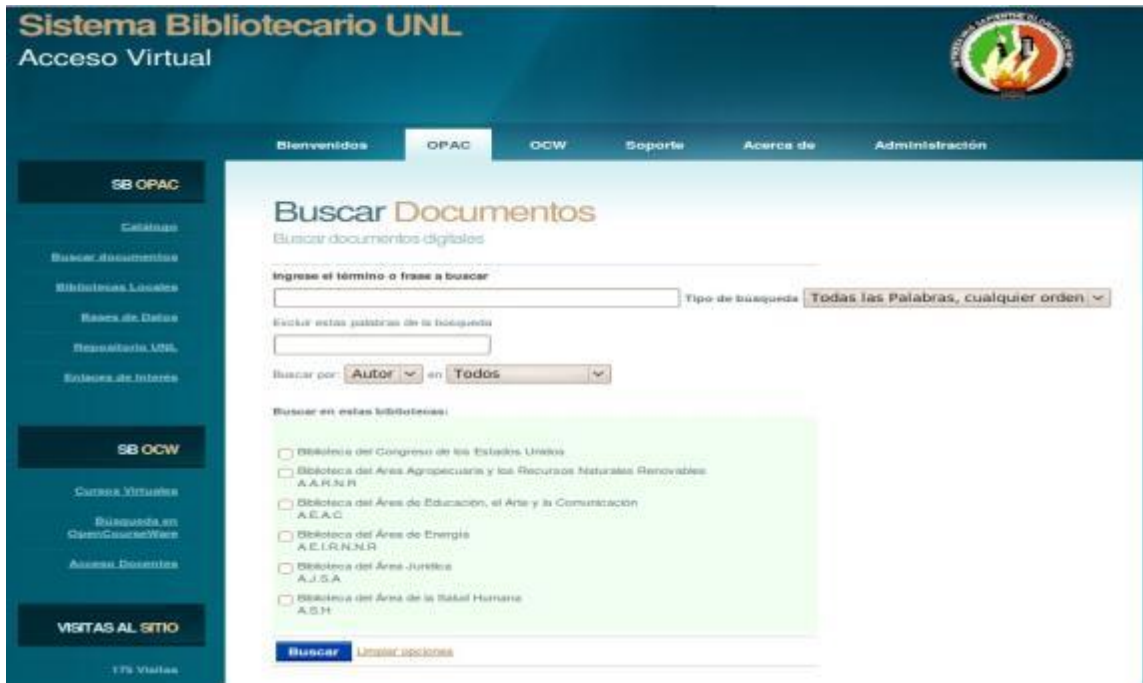 Sistema Bibliotecario UNL
Acceso Virtual
Bienvenidos OPAC OCW Soporte Acerca de Administración
SB OPAC
Catálogo
Buscar documentos
Bibliotecas Locales
Bases de Datos
Repositorio UNL
Enlaces de Interés
SB OCW
Cursos Virtuales
Búsqueda en
OpenCourseWare
Acceso Docentes
VISITAS AL SITIO
175 Visitas
Buscar Documentos
Buscar documentos digitales
Ingrese el término o frase a buscar
Tipo de búsqueda Todas las Palabras, cualquier orden
Excluir estas palabras de la búsqueda
Buscar por: Autor en Todos
Buscar en estas bibliotecas:
Biblioteca del Congreso de los Estados Unidos
Biblioteca del Área Agropecuaria y los Recursos Naturales Renovables
A.A.R.N.R
Biblioteca del Área de Educación, el Arte y la Comunicación
A.E.A.C
Biblioteca del Área de Energía
A.E.I.R.N.N.R
Biblioteca del Área Jurídica
A.J.S.A
Biblioteca del Área de la Salud Humana
A.S.H
Buscar Limpiar opciones